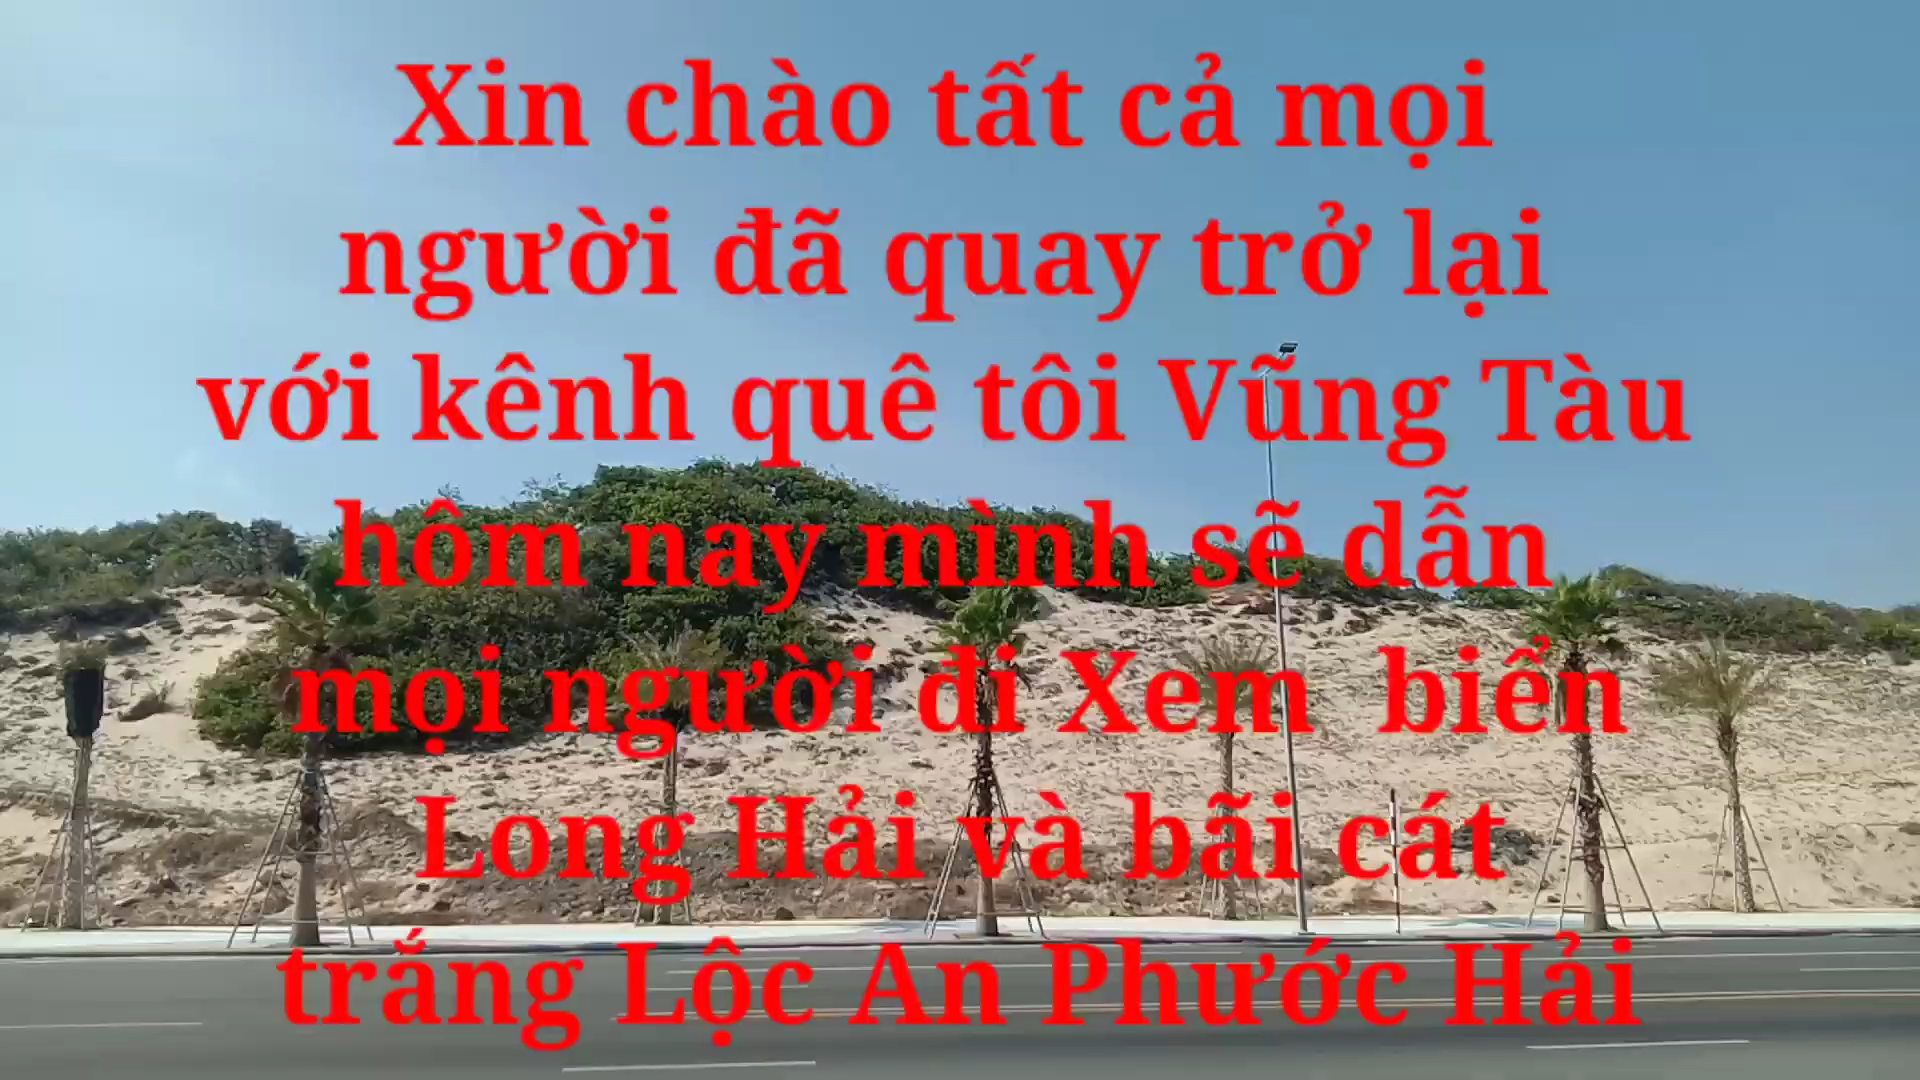 Xin chào tất cả mọi
người đã quay trở lại
với kênh quê tôi Vũng Tàu
hôm nay mình sẽ dẫn
mọi người đi Xem biển
Long Hải và bãi cát
trắng Lộc An Phước Hải